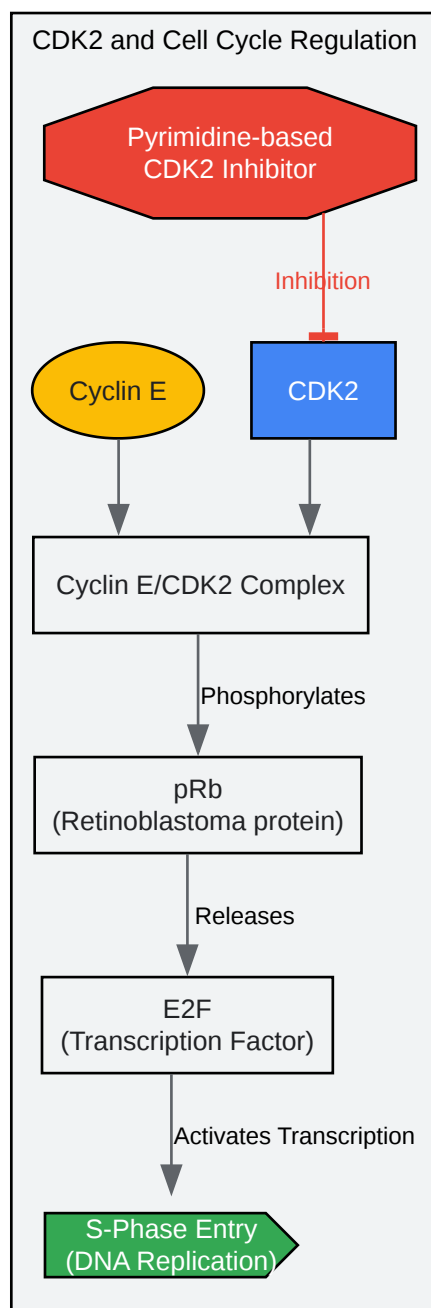 CDK2 and Cell Cycle Regulation
Pyrimidine-based
CDK2 Inhibitor
Inhibition
Cyclin E
CDK2
Cyclin E/CDK2 Complex
Phosphorylates
pRb
(Retinoblastoma protein)
Releases
E2F
(Transcription Factor)
Activates Transcription
S-Phase Entry
(DNA Replication)